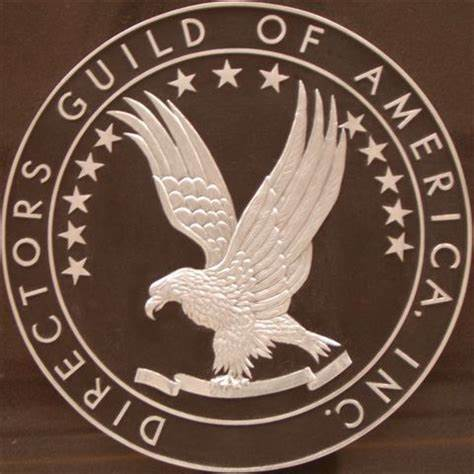 DIRECTORS GUILD OF AMERICA, INC.